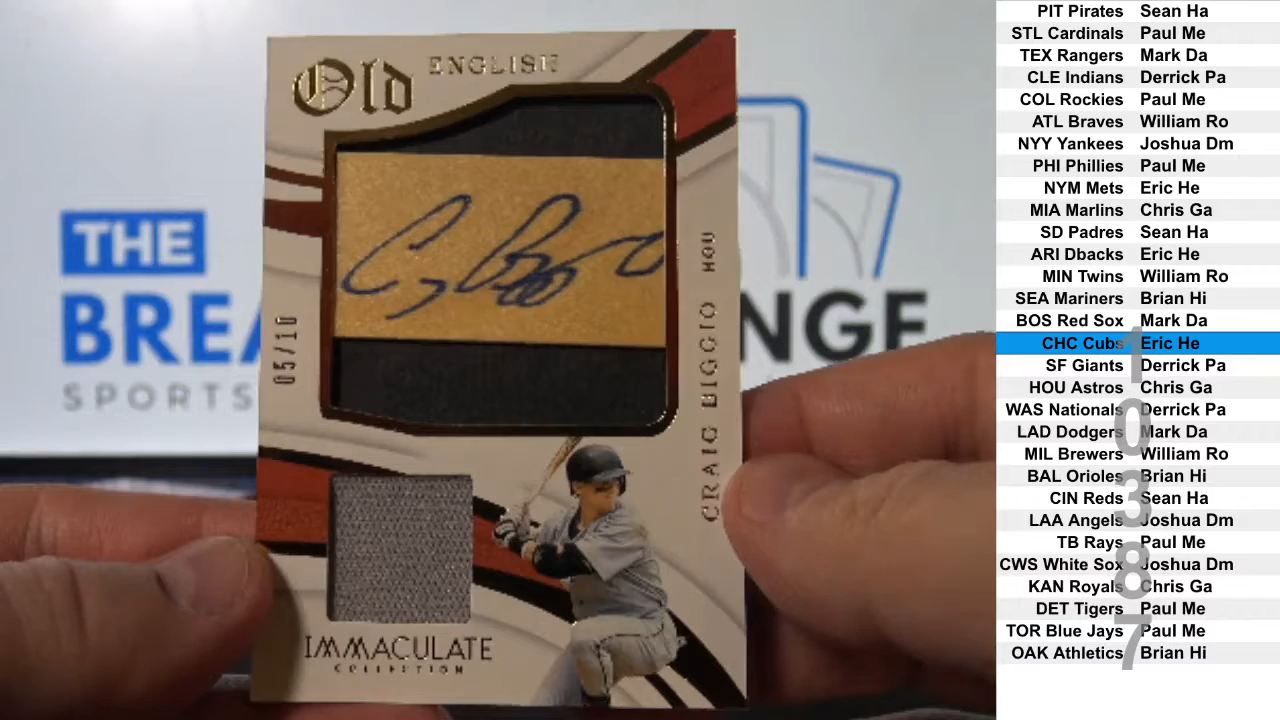 Old ENGLISH
05/10
CRAIG BIGGIO HOU
IMMACULATE
COLLECTION
THE
SPORTS
NGE
PIT Pirates Sean Ha
STL Cardinals Paul Me
TEX Rangers Mark Da
CLE Indians Derrick Pa
COL Rockies Paul Me
ATL Braves William Ro
NYY Yankees Joshua Dm
PHI Phillies Paul Me
NYM Mets Eric He
MIA Marlins Chris Ga
SD Padres Sean Ha
ARI Dbacks Eric He
MIN Twins William Ro
SEA Mariners Brian Hi
BOS Red Sox Mark Da
CHC Cubs Eric He
SF Giants Derrick Pa
HOU Astros Chris Ga
WAS Nationals Derrick Pa
LAD Dodgers Mark Da
MIL Brewers William Ro
BAL Orioles Brian Hi
CIN Reds Sean Ha
LAA Angels Joshua Dm
TB Rays Paul Me
CWS White Sox Joshua Dm
KAN Royals Chris Ga
DET Tigers Paul Me
TOR Blue Jays Paul Me
OAK Athletics Brian Hi
10387